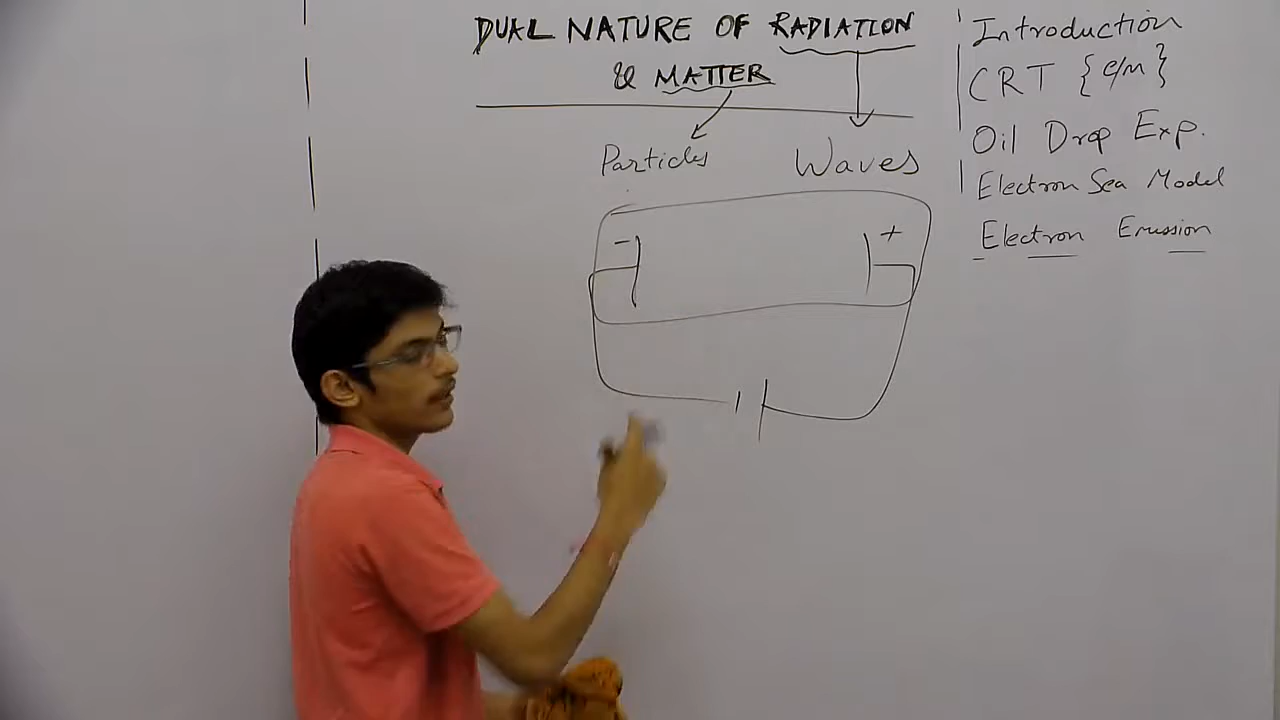 DUAL NATURE OF RADIATION
& MATTER
Particles
Waves
- +
Introduction
CRT {e/m}
Oil Drop Exp.
Electron Sea Model
Electron Emission